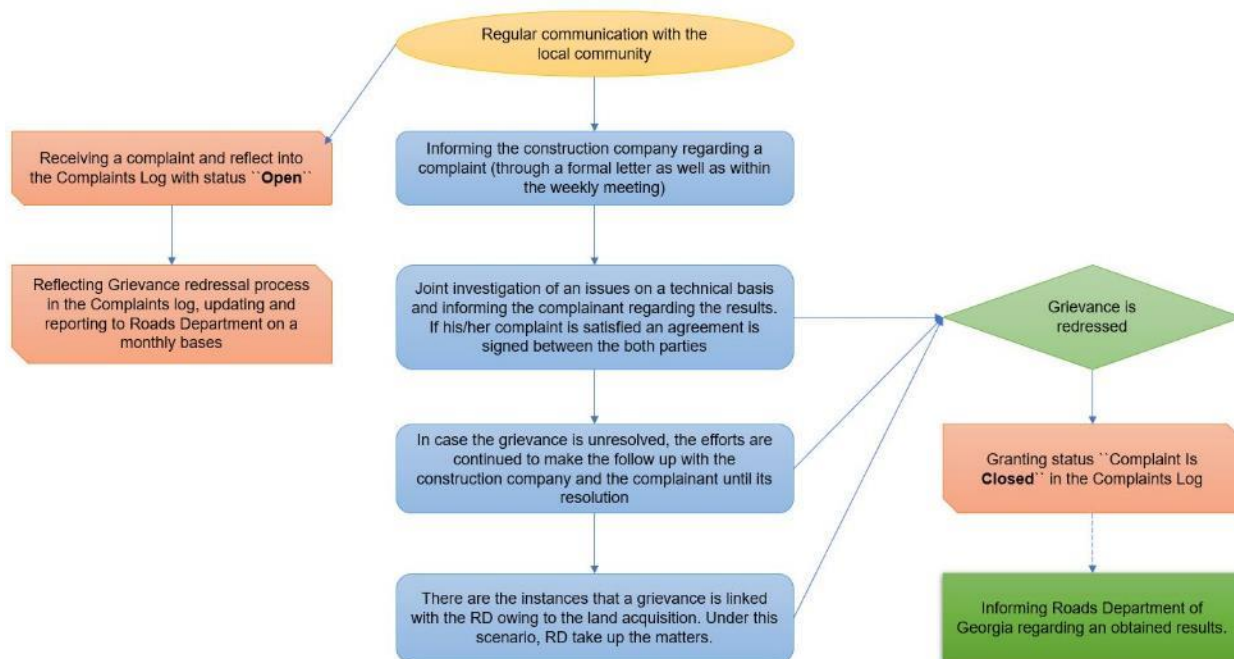 Regular communication with the
local community
Receiving a complaint and reflect into
the Complaints Log with status ``Open``
Reflecting Grievance redressal process
in the Complaints log, updating and
reporting to Roads Department on a
monthly bases
Informing the construction company regarding a
complaint (through a formal letter as well as within
the weekly meeting)
Joint investigation of an issues on a technical basis
and informing the complainant regarding the results.
If his/her complaint is satisfied an agreement is
signed between the both parties
In case the grievance is unresolved, the efforts are
continued to make the follow up with the
construction company and the complainant until its
resolution
There are the instances that a grievance is linked
with the RD owing to the land acquisition. Under this
scenario, RD take up the matters.
Grievance is
redressed
Granting status ``Complaint Is
Closed`` in the Complaints Log
Informing Roads Department of
Georgia regarding an obtained results.